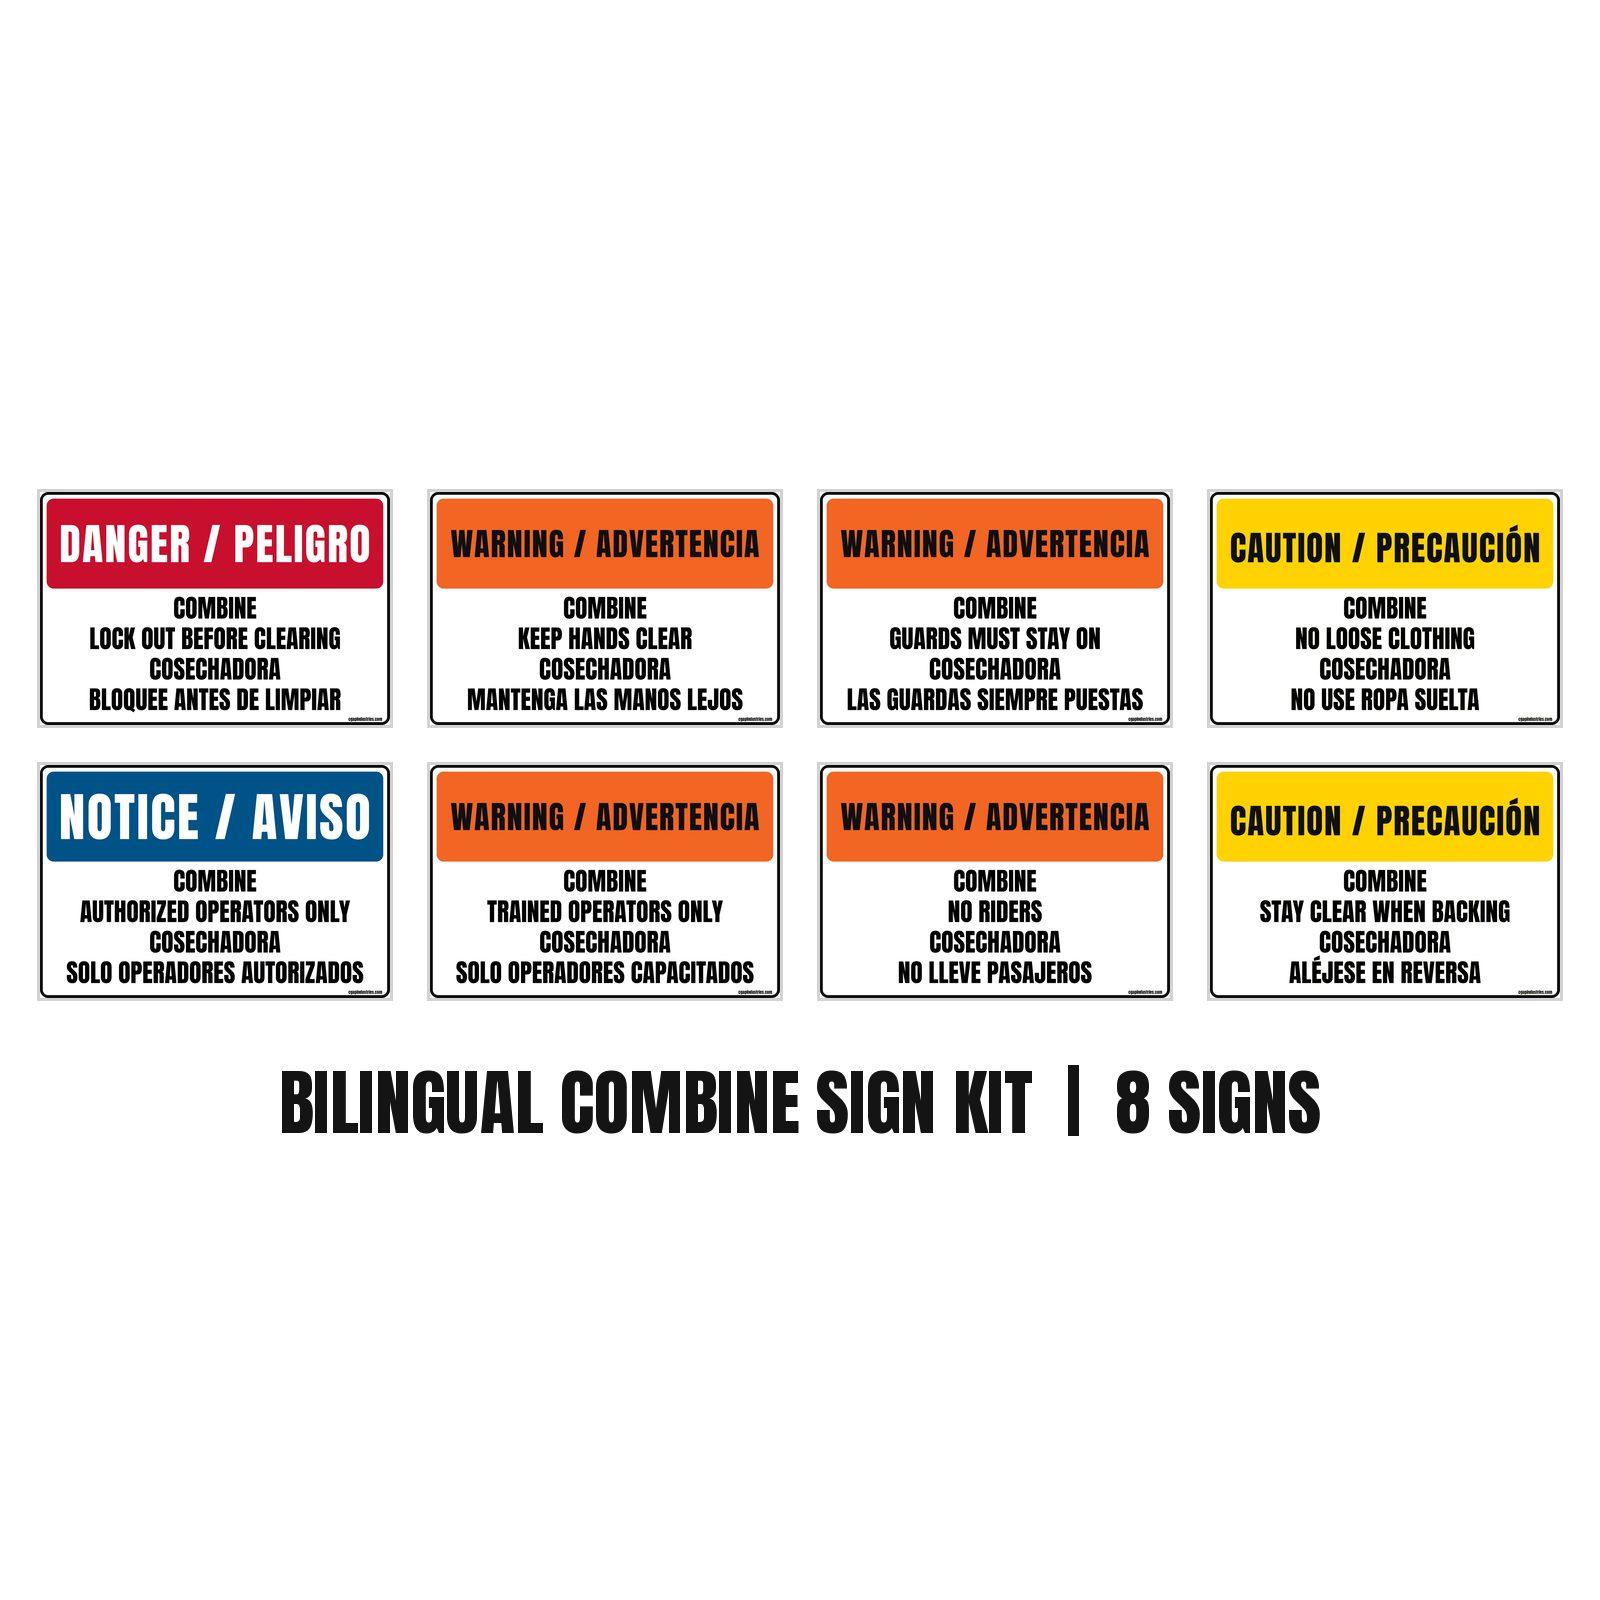 DANGER / PELIGRO
COMBINE
LOCK OUT BEFORE CLEARING
COSECHADORA
BLOQUEE ANTES DE LIMPIAR
WARNING / ADVERTENCIA
COMBINE
KEEP HANDS CLEAR
COSECHADORA
MANTENGA LAS MANOS LEJOS
WARNING / ADVERTENCIA
COMBINE
GUARDS MUST STAY ON
COSECHADORA
LAS GUARDAS SIEMPRE PUESTAS
CAUTION / PRECAUCIÓN
COMBINE
NO LOOSE CLOTHING
COSECHADORA
NO USE ROPA SUELTA
NOTICE / AVISO
COMBINE
AUTHORIZED OPERATORS ONLY
COSECHADORA
SOLO OPERADORES AUTORIZADOS
WARNING / ADVERTENCIA
COMBINE
TRAINED OPERATORS ONLY
COSECHADORA
SOLO OPERADORES CAPACITADOS
WARNING / ADVERTENCIA
COMBINE
NO RIDERS
COSECHADORA
NO LLEVE PASAJEROS
CAUTION / PRECAUCIÓN
COMBINE
STAY CLEAR WHEN BACKING
COSECHADORA
ALÉJESE EN REVERSA
BILINGUAL COMBINE SIGN KIT | 8 SIGNS